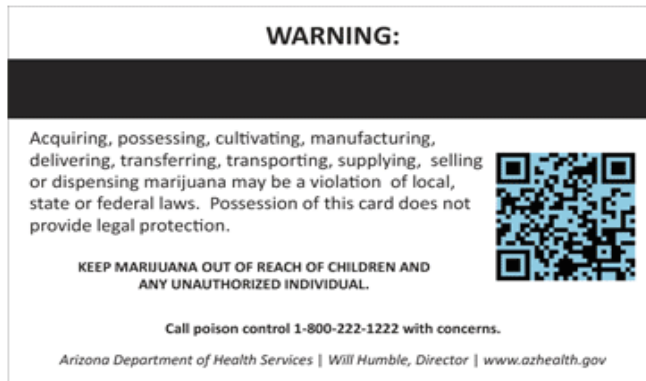 WARNING:
Acquiring, possessing, cultivating, manufacturing,
delivering, transferring, transporting, supplying, selling
or dispensing marijuana may be a violation of local,
state or federal laws. Possession of this card does not
provide legal protection.
KEEP MARIJUANA OUT OF REACH OF CHILDREN AND
ANY UNAUTHORIZED INDIVIDUAL.
Call poison control 1-800-222-1222 with concerns.
Arizona Department of Health Services | Will Humble, Director | www.azhealth.gov